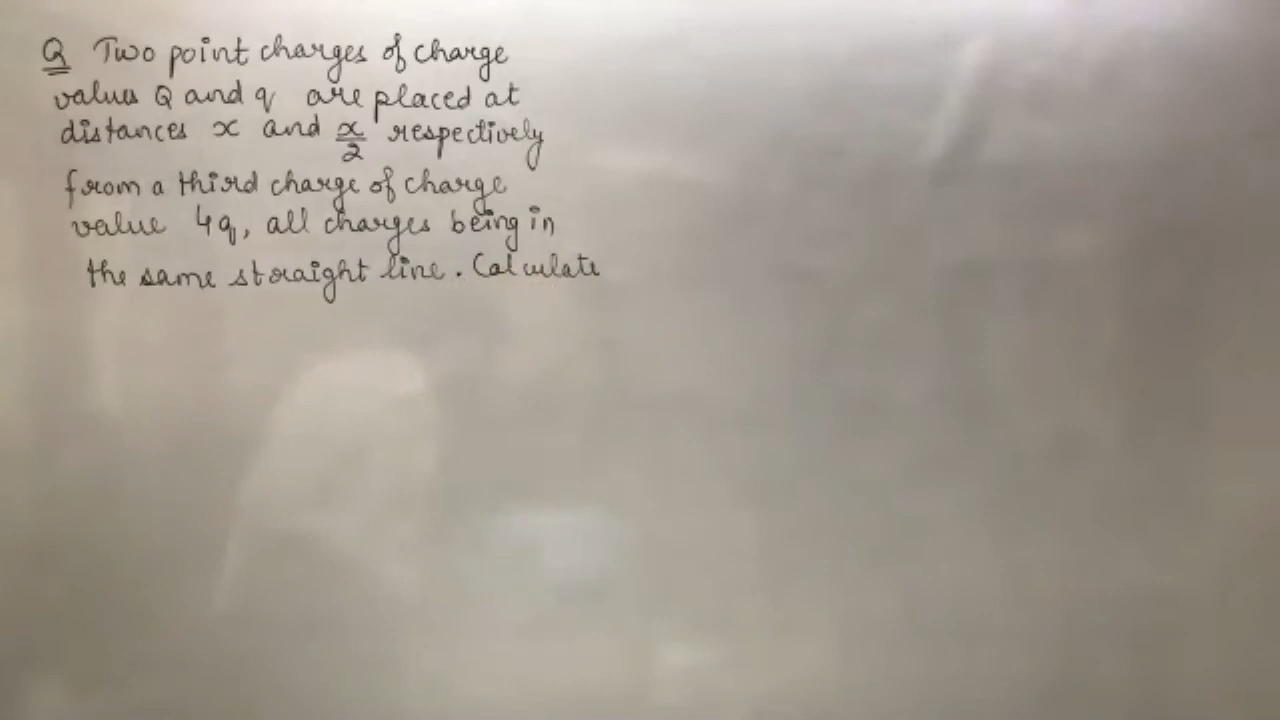 Q Two point charges of charge
values Q and q are placed at
distances x and x/2 respectively
from a third charge of charge
value 4q, all charges being in
the same straight line. Calculate